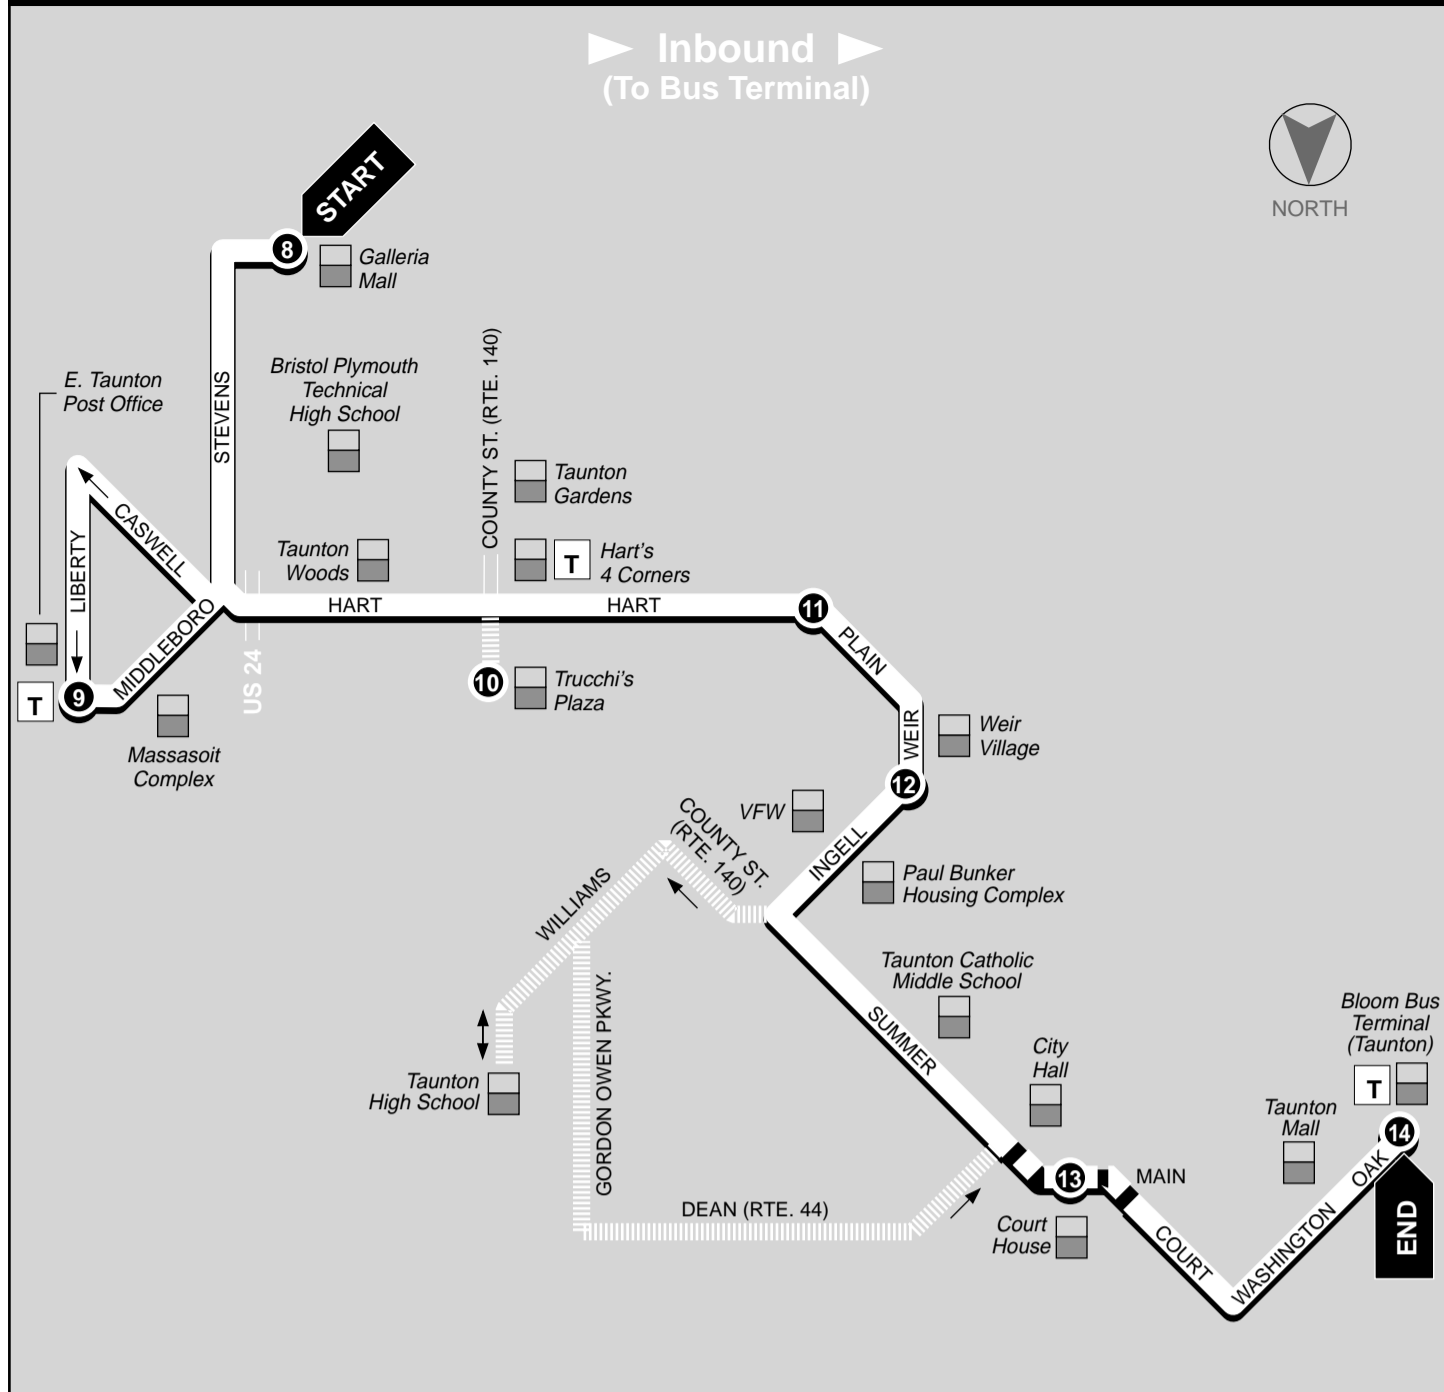 Inbound
(To Bus Terminal)
NORTH
START
8
Galleria
Mall
STEVENS
Bristol Plymouth
Technical
High School
COUNTY ST. (RTE. 140)
E. Taunton
Post Office
Taunton
Gardens
CASWELL
LIBERTY
Taunton
Woods
T
Hart's
4 Corners
HART
HART
11
MIDDLEBORO
PLAIN
US 24
9
T
10
Trucchi's
Plaza
WEIR
Weir
Village
Massasoit
Complex
12
VFW
COUNTY ST.
(RTE. 140)
INGELL
Paul Bunker
Housing Complex
WILLIAMS
Taunton Catholic
Middle School
GORDON OWEN PKWY.
SUMMER
Bloom Bus
Terminal
(Taunton)
T
City
Hall
Taunton
High School
Taunton
Mall
14
13
MAIN
OAK
DEAN (RTE. 44)
Court
House
COURT
WASHINGTON
END